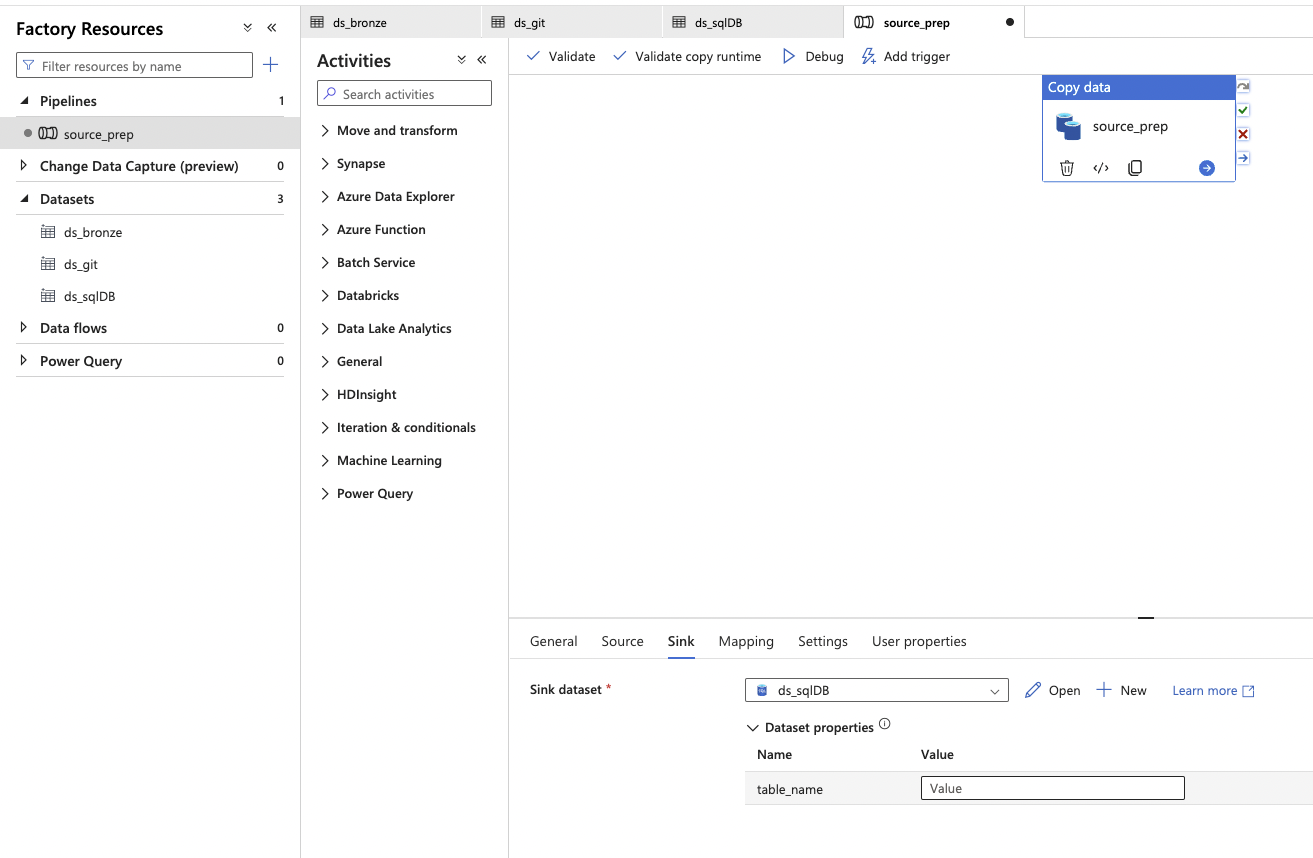 Factory Resources
Filter resources by name
Pipelines 1
source_prep
Change Data Capture (preview) 0
Datasets 3
ds_bronze
ds_git
ds_sqlDB
Data flows 0
Power Query 0
ds_bronze ds_git ds_sqlDB source_prep
Activities
Search activities
Move and transform
Synapse
Azure Data Explorer
Azure Function
Batch Service
Databricks
Data Lake Analytics
General
HDInsight
Iteration & conditionals
Machine Learning
Power Query
Validate Validate copy runtime Debug Add trigger
Copy data
source_prep
General Source Sink Mapping Settings User properties
Sink dataset * ds_sqlDB Open New Learn more
Dataset properties
Name Value
table_name Value